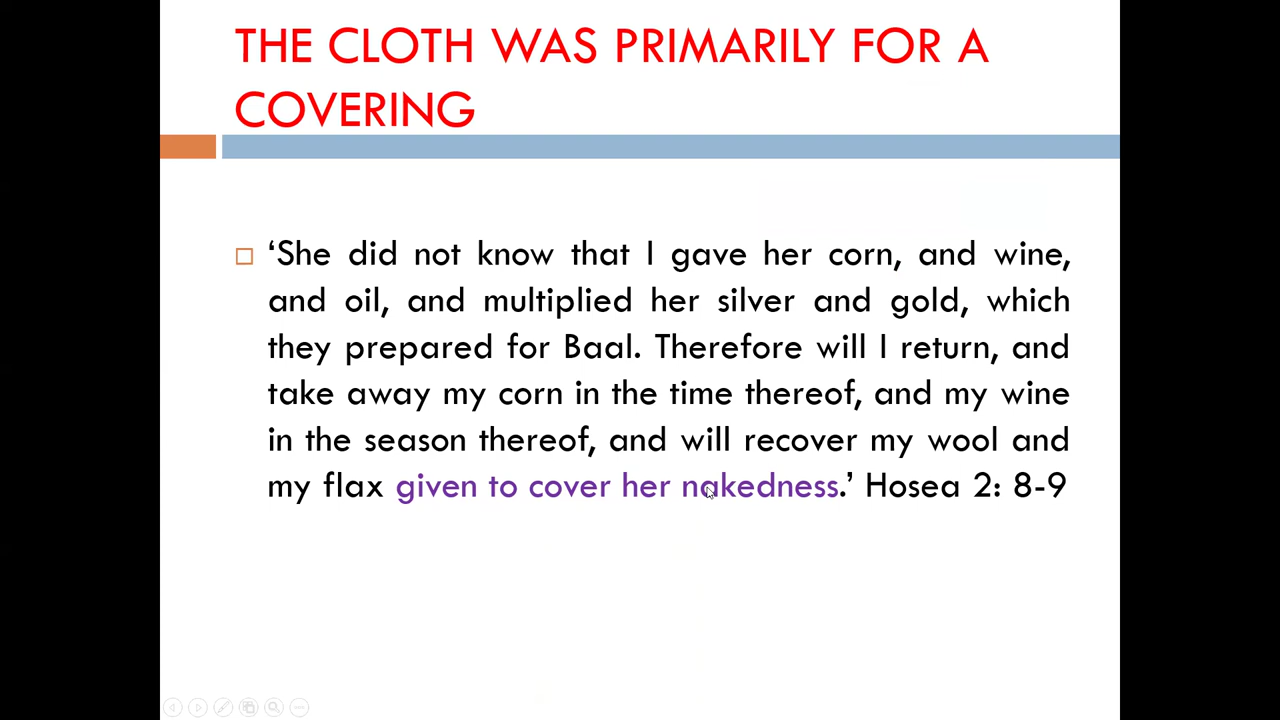 THE CLOTH WAS PRIMARILY FOR A
COVERING
‘She did not know that I gave her corn, and wine,
and oil, and multiplied her silver and gold, which
they prepared for Baal. Therefore will I return, and
take away my corn in the time thereof, and my wine
in the season thereof, and will recover my wool and
my flax given to cover her nakedness.’ Hosea 2: 8-9